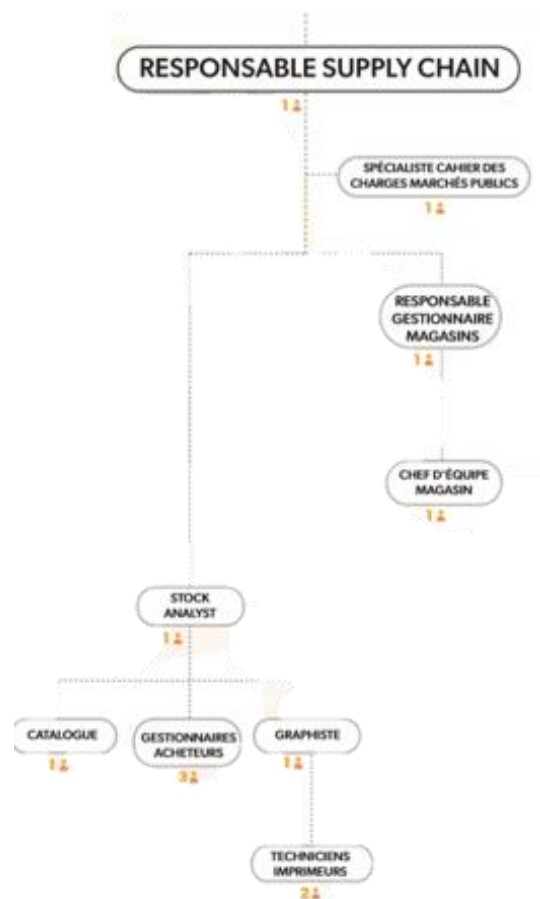 RESPONSABLE SUPPLY CHAIN
1
SPÉCIALISTE CAHIER DES
CHARGES MARCHÉS PUBLICS
1
RESPONSABLE
GESTIONNAIRE
MAGASINS
1
CHEF D'ÉQUIPE
MAGASIN
1
STOCK
ANALYST
1
CATALOGUE
1
GESTIONNAIRES
ACHETEURS
3
GRAPHISTE
1
TECHNICIENS
IMPRIMEURS
2